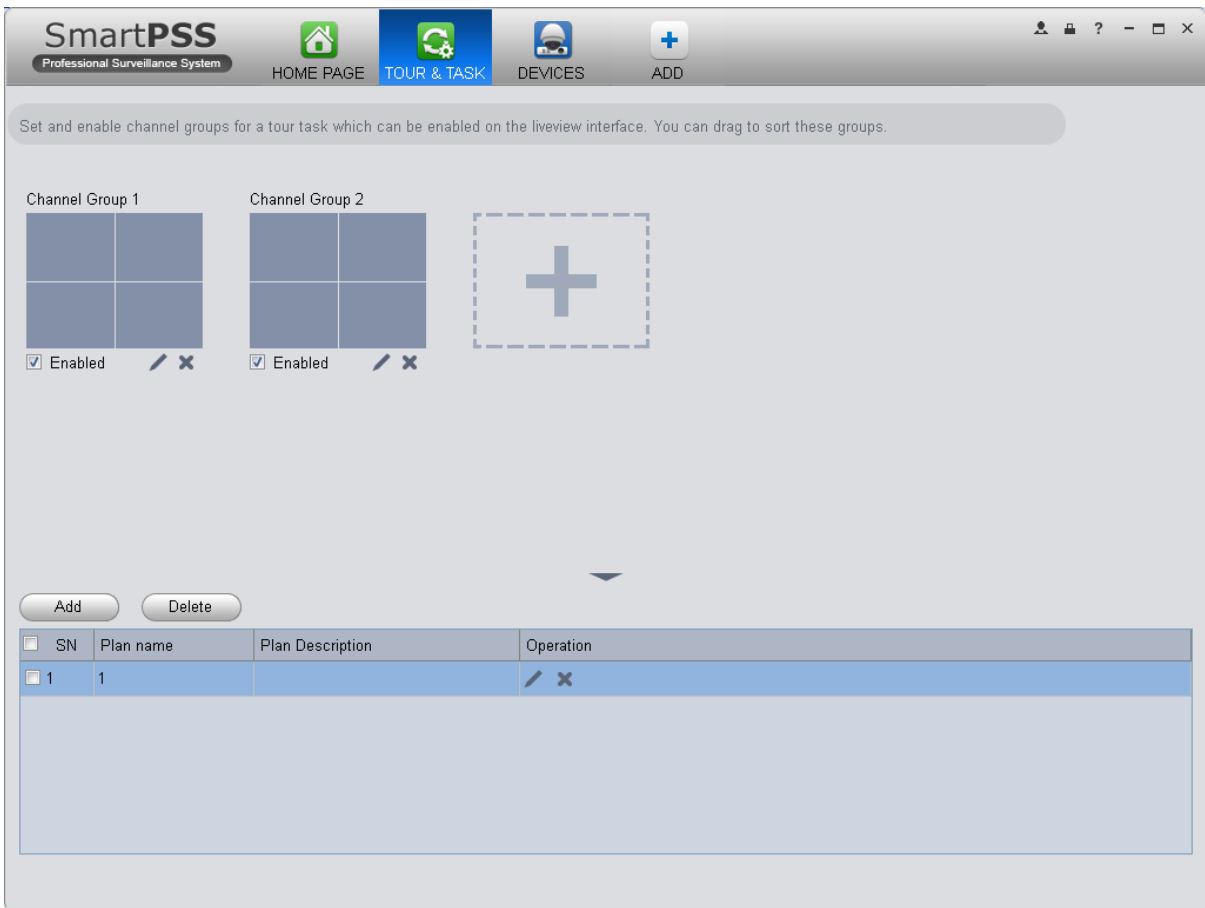 SmartPSS
Professional Surveillance System
HOME PAGE
TOUR & TASK
DEVICES
ADD
?
Set and enable channel groups for a tour task which can be enabled on the liveview interface. You can drag to sort these groups.
Channel Group 1
Channel Group 2
Enabled
Enabled
Add
Delete
SN Plan name Plan Description Operation
1 1